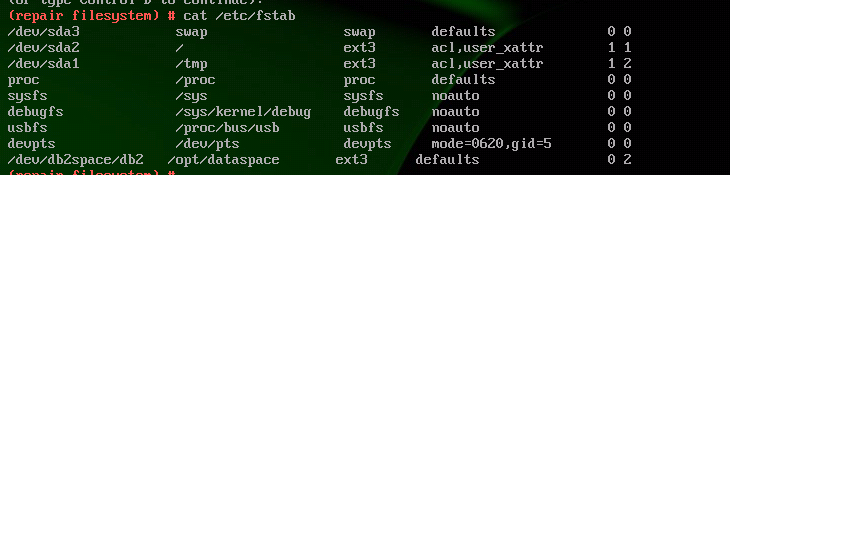 (or type Control-D to continue):
(repair filesystem) # cat /etc/fstab
/dev/sda3 swap swap defaults 0 0
/dev/sda2 / ext3 acl,user_xattr 1 1
/dev/sda1 /tmp ext3 acl,user_xattr 1 2
proc /proc proc defaults 0 0
sysfs /sys sysfs noauto 0 0
debugfs /sys/kernel/debug debugfs noauto 0 0
usbfs /proc/bus/usb usbfs noauto 0 0
devpts /dev/pts devpts mode=0620,gid=5 0 0
/dev/db2space/db2 /opt/dataspace ext3 defaults 0 2
(repair filesystem) #